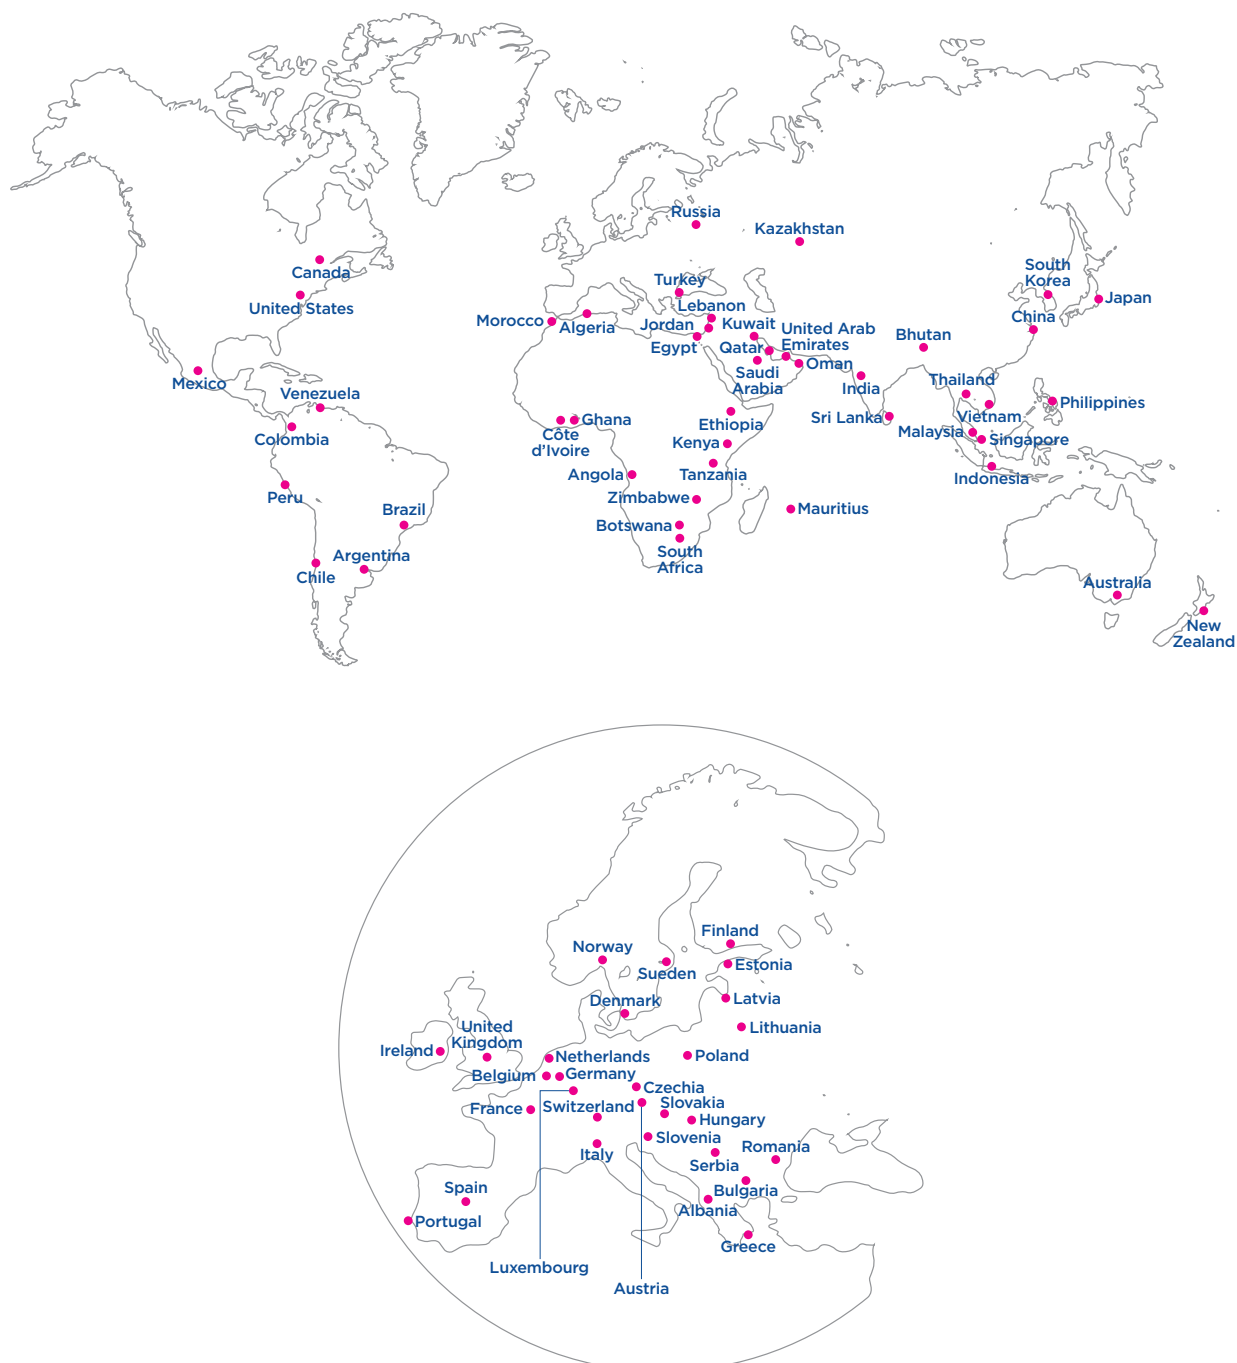 Russia
Kazakhstan
Canada
United States
Turkey
Lebanon
South
Korea
Japan
China
Morocco
Algeria
Jordan
Kuwait
Egypt
Qatar
United Arab
Emirates
Oman
Saudi
Arabia
Bhutan
India
Thailand
Mexico
Venezuela
Colombia
Sri Lanka
Vietnam
Philippines
Malaysia
Singapore
Indonesia
Ghana
Côte
d'Ivoire
Ethiopia
Kenya
Angola
Tanzania
Zimbabwe
Mauritius
Botswana
South
Africa
Peru
Brazil
Argentina
Chile
Australia
New
Zealand
Finland
Norway
Sueden
Estonia
Denmark
Latvia
Lithuania
United
Kingdom
Ireland
Netherlands
Poland
Belgium
Germany
Czechia
France
Switzerland
Slovakia
Hungary
Slovenia
Romania
Italy
Serbia
Spain
Bulgaria
Albania
Portugal
Greece
Luxembourg
Austria